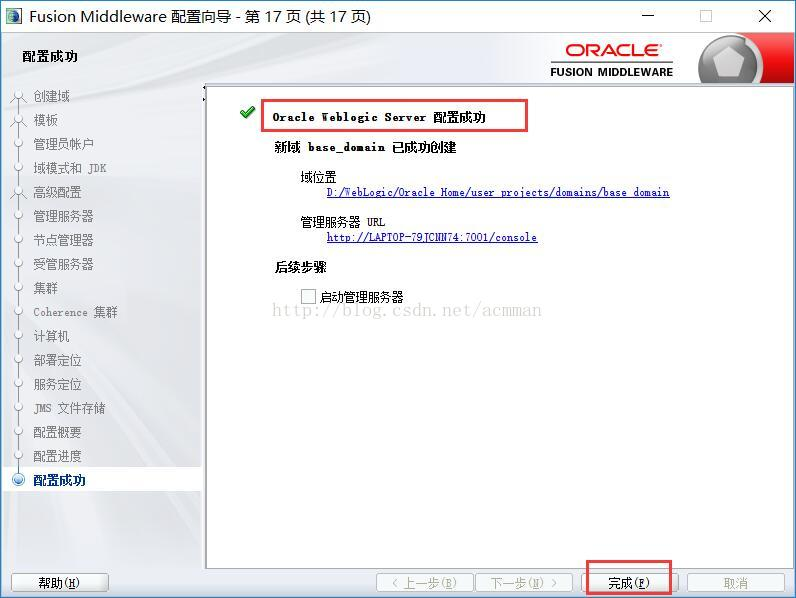 Fusion Middleware 配置向导 - 第 17 页 (共 17 页)
配置成功
ORACLE
FUSION MIDDLEWARE
创建域
模板
管理员帐户
域模式和 JDK
高级配置
管理服务器
节点管理器
受管服务器
集群
Coherence 集群
计算机
部署定位
服务定位
JMS 文件存储
配置概要
配置进度
配置成功
Oracle Weblogic Server 配置成功
新域 base_domain 已成功创建
域位置
D:/WebLogic/Oracle_Home/user_projects/domains/base_domain
管理服务器 URL
http://LAPTOP-79JCNN74:7001/console
后续步骤
启动管理服务器
http://blog.csdn.net/acmman
帮助(H)
< 上一步(B)
下一步(N) >
完成(F)
取消